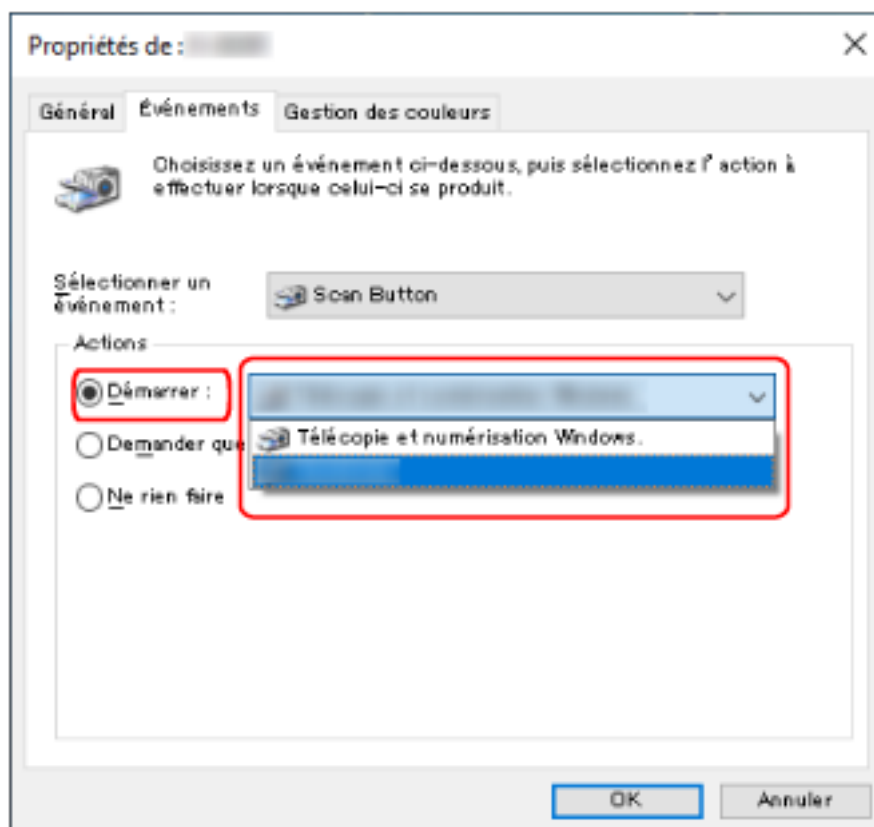 Propriétés de :
Général
Événements
Gestion des couleurs
Choisissez un événement ci-dessous, puis sélectionnez l'action à
effectuer lorsque celui-ci se produit.
Sélectionner un
événement :
Scan Button
Actions
Démarrer :
Télécopie et numérisation Windows.
Demander que
Ne rien faire
OK
Annuler